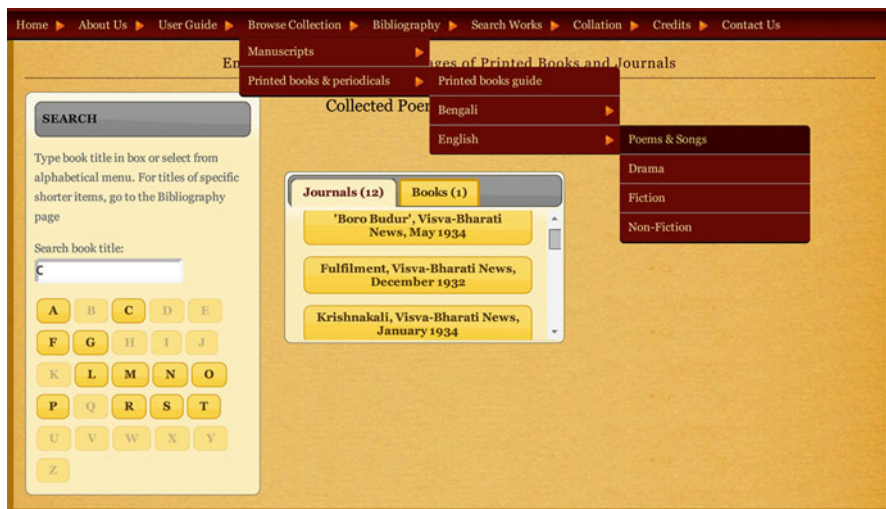 Home About Us User Guide Browse Collection Bibliography Search Works Collation Credits Contact Us
Manuscripts
of Printed Books and Journals
Printed books & periodicals
Printed books guide
Collected
Bengali
English
Poems & Songs
Drama
Fiction
Non-Fiction
SEARCH
Type book title in box or select from
alphabetical menu. For titles of specific
shorter items, go to the Bibliography
page
Search book title:
C
A B C D E
F G H I J
K L M N O
P Q R S T
U V W X Y
Z
Journals (12) Books (1)
'Boro Budur', Visva-Bharati
News, May 1934
Fulfilment, Visva-Bharati News,
December 1932
Krishnakali, Visva-Bharati News,
January 1934